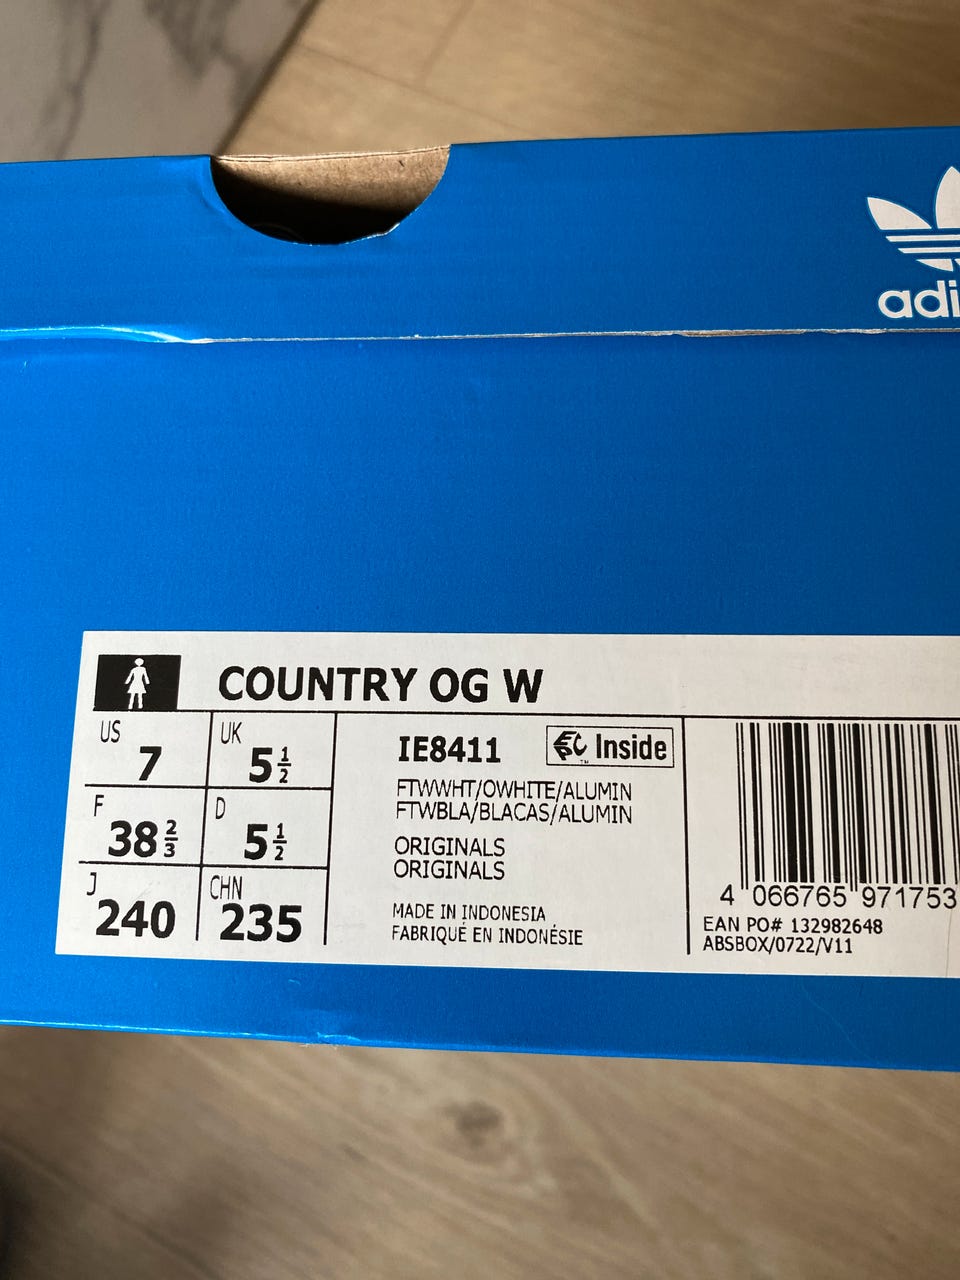 adi
COUNTRY OG W
US 7
UK 5 1/2
F 38 2/3
D 5 1/2
J 240
CHN 235
IE8411
Inside
™
FTWWHT/OWHITE/ALUMIN
FTWBLA/BLACAS/ALUMIN
ORIGINALS
ORIGINALS
MADE IN INDONESIA
FABRIQUÉ EN INDONÉSIE
4 066765 971753
EAN PO# 132982648
ABSBOX/0722/V11